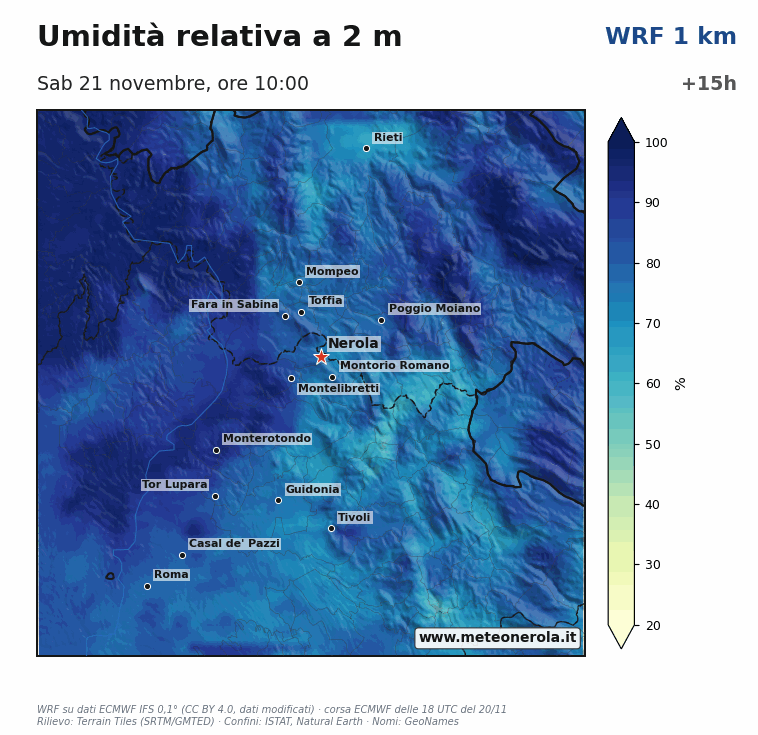 Umidità relativa a 2 m
WRF 1 km
Sab 21 novembre, ore 10:00
+15h
Rieti
Mompeo
Fara in Sabina
Toffia
Poggio Moiano
Nerola
Montorio Romano
Montelibretti
Monterotondo
Tor Lupara
Guidonia
Tivoli
Casal de' Pazzi
Roma
www.meteonerola.it
100
90
80
70
60
50
40
30
20
%
WRF su dati ECMWF IFS 0,1° (CC BY 4.0, dati modificati) · corsa ECMWF delle 18 UTC del 20/11
Rilievo: Terrain Tiles (SRTM/GMTED) · Confini: ISTAT, Natural Earth · Nomi: GeoNames